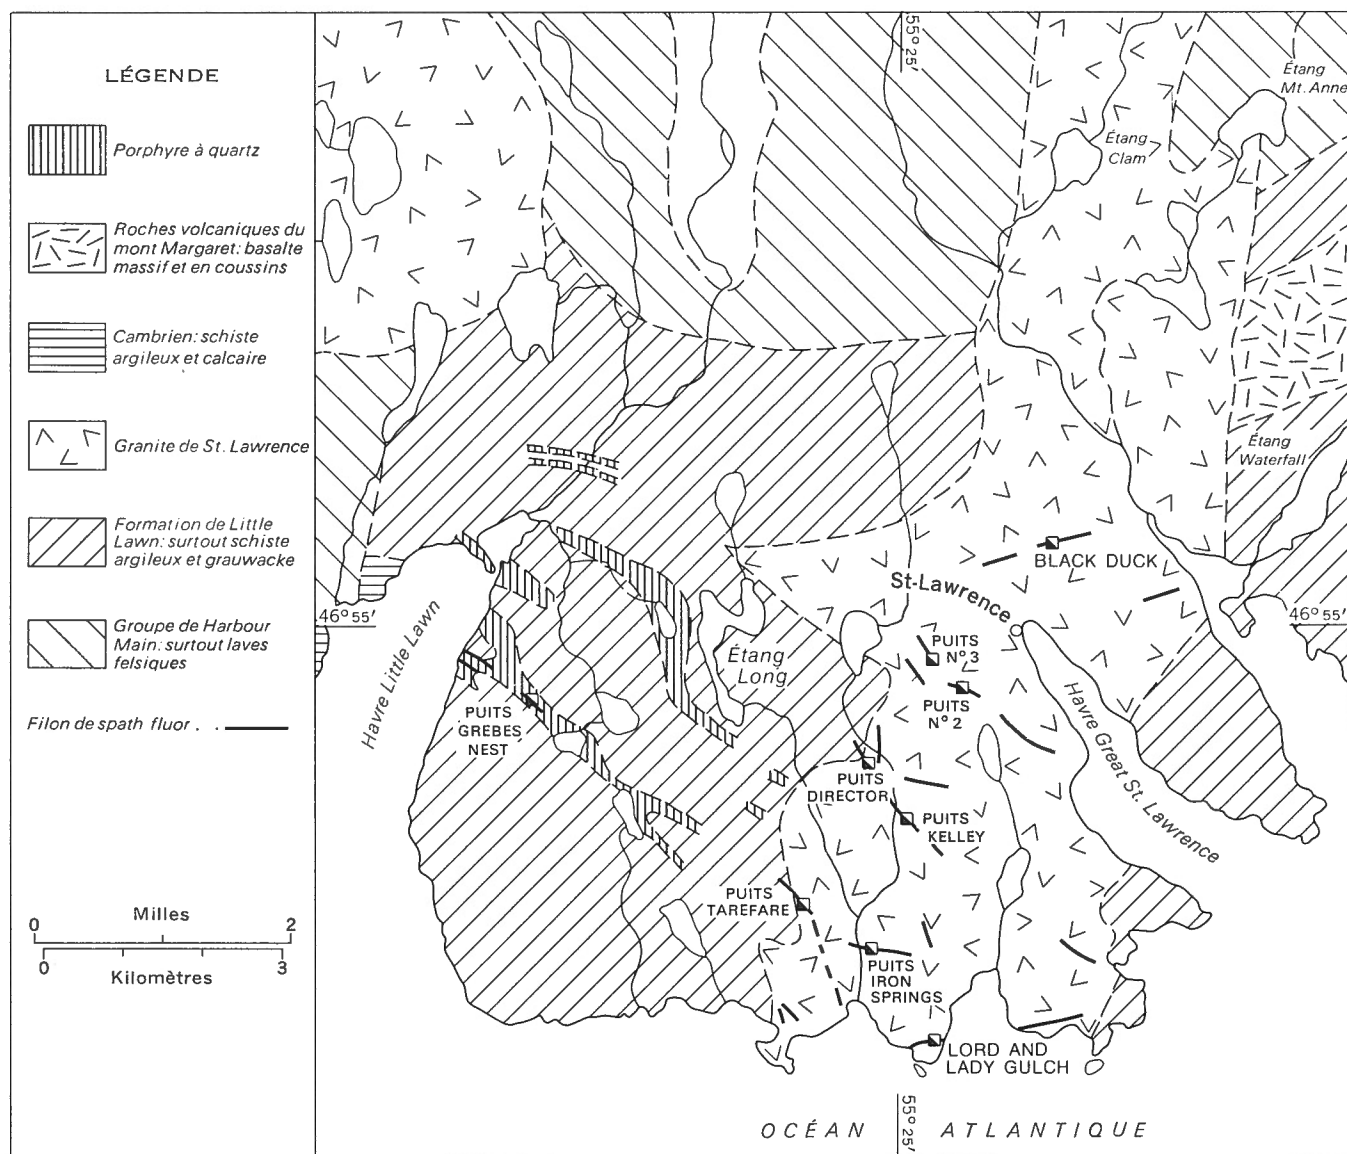 LÉGENDE
Porphyre à quartz
Roches volcaniques du
mont Margaret: basalte
massif et en coussins
Cambrien: schiste
argileux et calcaire
Granite de St. Lawrence
Formation de Little
Lawn: surtout schiste
argileux et grauwacke
Groupe de Harbour
Main: surtout laves
felsiques
Filon de spath fluor . .
Milles
0 2
0 3
Kilomètres
55° 25'
Étang
Mt. Anne
Étang
Clam
Étang
Waterfall
BLACK DUCK
St-Lawrence
46° 55'
46° 55'
PUITS
N° 3
PUITS
N° 2
Étang
Long
Havre Little Lawn
PUITS
GREBES
NEST
Havre Great St. Lawrence
PUITS
DIRECTOR
PUITS
KELLEY
PUITS
TAREFARE
PUITS
IRON
SPRINGS
LORD AND
LADY GULCH
55° 25'
OCÉAN ATLANTIQUE